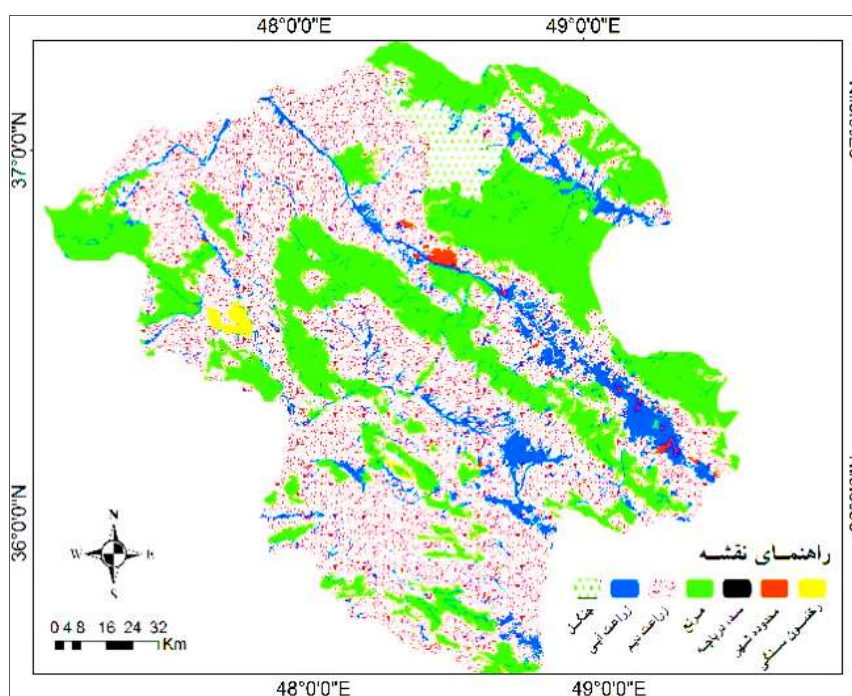 48°0'0"E 49°0'0"E
37°0'0"N
36°0'0"N
N
W E
S
0 4 8 16 24 32
Km
راهنمای نقشه
جنگل
زراعت آبی
زراعت دیم
مرتع
سد، دریاچه
محدوده شهر
رخنمون سنگی
48°0'0"E 49°0'0"E